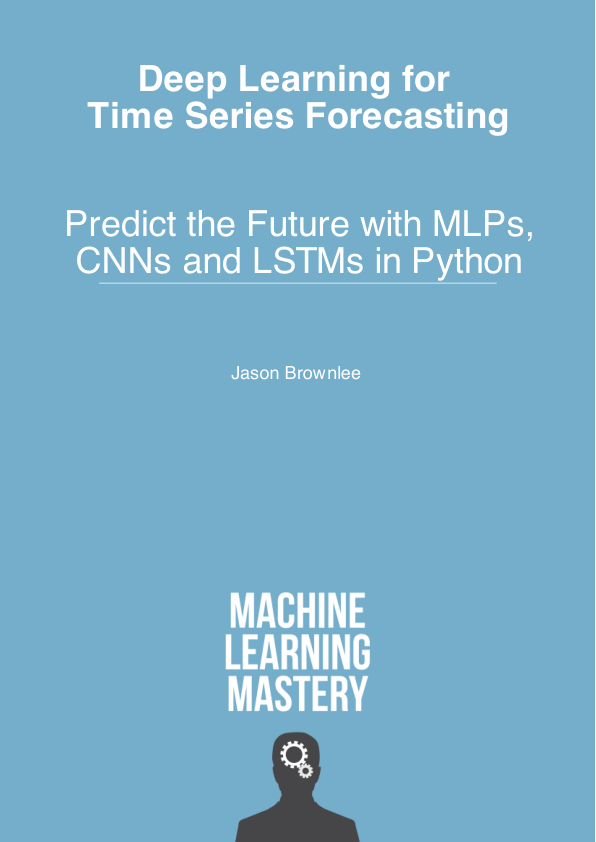 Deep Learning for
Time Series Forecasting
Predict the Future with MLPs,
CNNs and LSTMs in Python
Jason Brownlee
MACHINE
LEARNING
MASTERY